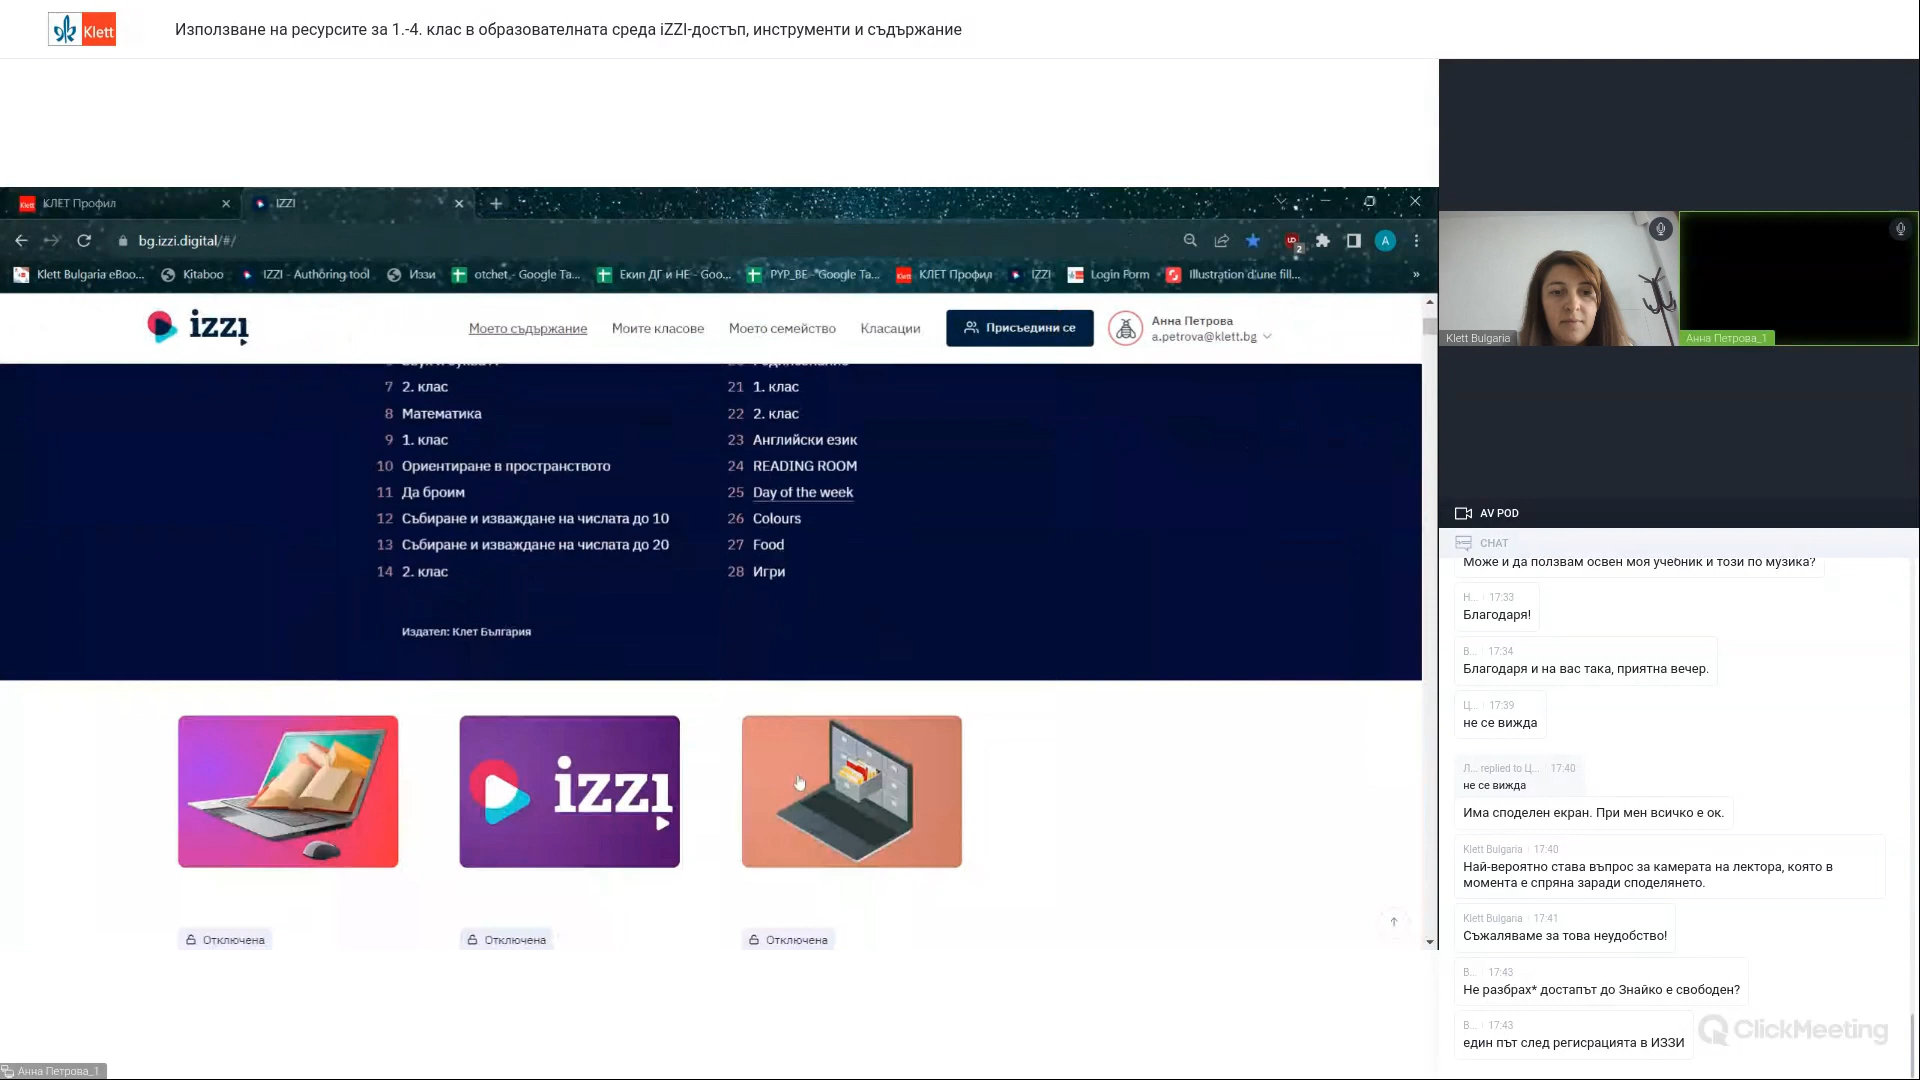 Klett
Използване на ресурсите за 1.-4. клас в образователната среда iZZI-достъп, инструменти и съдържание
КЛЕТ Профил
IZZI
bg.izzi.digital/#/
2
A
Klett Bulgaria eBoo...
Kitaboo
IZZI - Authoring tool
Иззи
otchet - Google Ta...
Екип ДГ и НЕ - Goo...
PYP_BE - Google Ta...
КЛЕТ Профил
IZZI
Login Form
Illustration d'une fill...
»
izzi
Моето съдържание
Моите класове
Моето семейство
Класации
Присъедини се
Анна Петрова
a.petrova@klett.bg
7 2. клас
8 Математика
9 1. клас
10 Ориентиране в пространството
11 Да броим
12 Събиране и изваждане на числата до 10
13 Събиране и изваждане на числата до 20
14 2. клас
21 1. клас
22 2. клас
23 Английски език
24 READING ROOM
25 Day of the week
26 Colours
27 Food
28 Игри
Издател: Клет България
izzi
Отключена
Отключена
Отключена
Анна Петрова_1
Klett Bulgaria
Анна Петрова_1
AV POD
CHAT
Може и да ползвам освен моя учебник и този по музика?
Н... 17:33
Благодаря!
В... 17:34
Благодаря и на вас така, приятна вечер.
Ц... 17:39
не се вижда
Л... replied to Ц... 17:40
не се вижда
Има споделен екран. При мен всичко е ок.
Klett Bulgaria 17:40
Най-вероятно става въпрос за камерата на лектора, която в
момента е спряна заради споделянето.
Klett Bulgaria 17:41
Съжаляваме за това неудобство!
В... 17:43
Не разбрах* достапът до Знайко е свободен?
В... 17:43
един път след регисрацията в ИЗЗИ
ClickMeeting